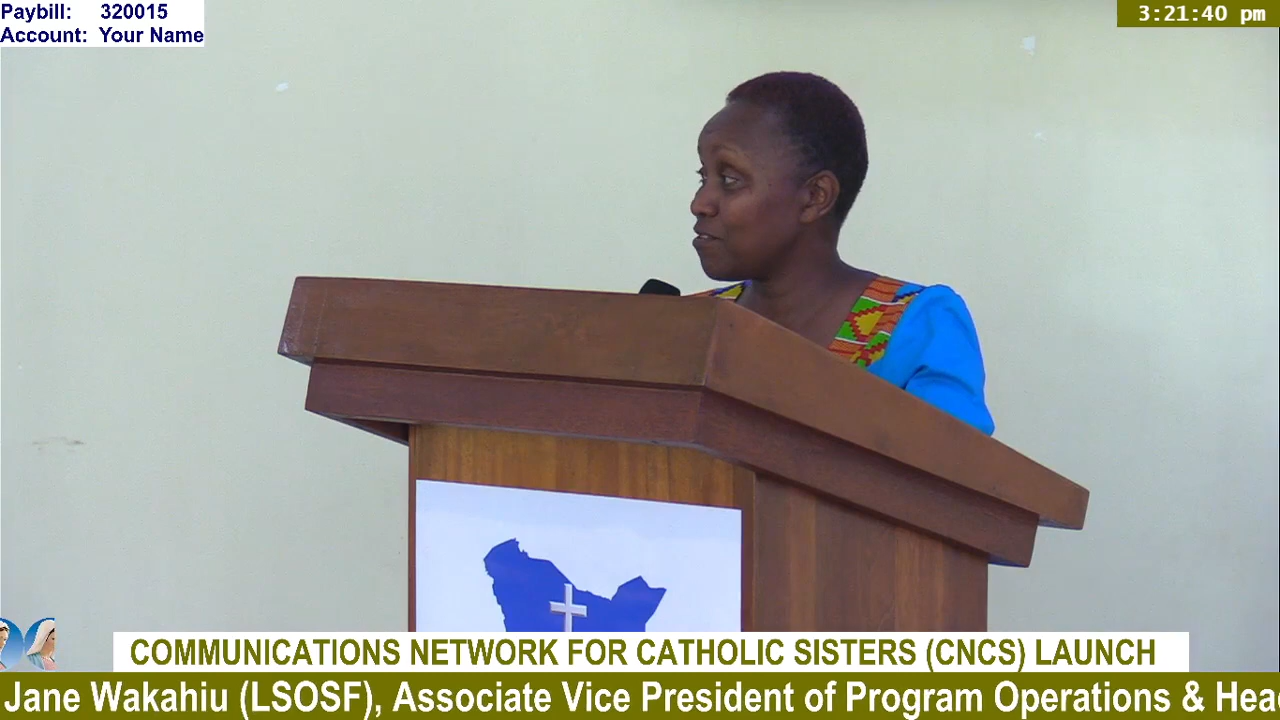 Paybill: 320015
3:21:40 pm
Account: Your Name
COMMUNICATIONS NETWORK FOR CATHOLIC SISTERS (CNCS) LAUNCH
Jane Wakahiu (LSOSF), Associate Vice President of Program Operations & Hea